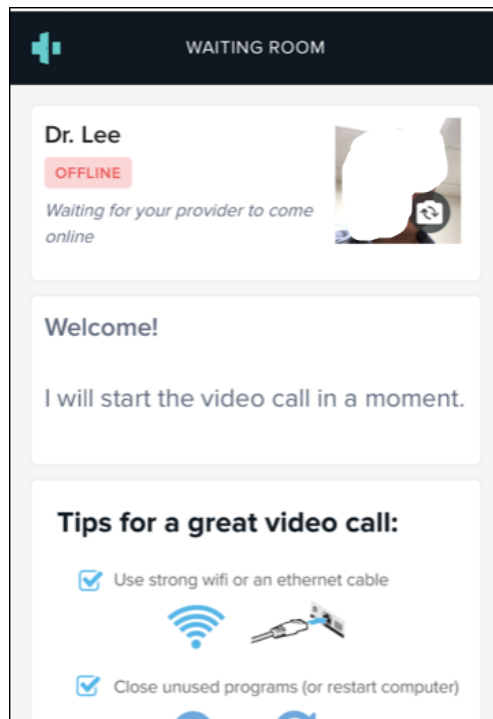 WAITING ROOM
Dr. Lee
OFFLINE
Waiting for your provider to come
online
Welcome!
I will start the video call in a moment.
Tips for a great video call:
Use strong wifi or an ethernet cable
Close unused programs (or restart computer)